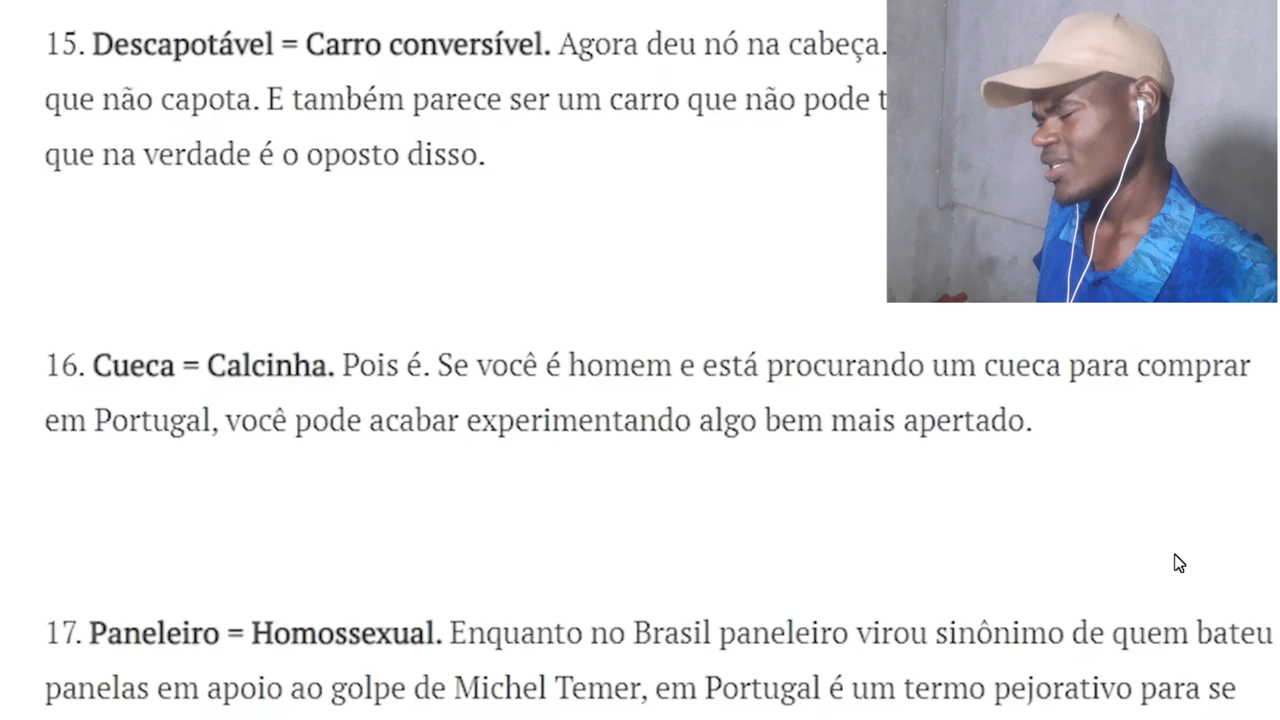 15. Descapotável = Carro conversível. Agora deu nó na cabeça.
que não capota. E também parece ser um carro que não pode t
que na verdade é o oposto disso.
16. Cueca = Calcinha. Pois é. Se você é homem e está procurando um cueca para comprar
em Portugal, você pode acabar experimentando algo bem mais apertado.
17. Paneleiro = Homossexual. Enquanto no Brasil paneleiro virou sinônimo de quem bateu
panelas em apoio ao golpe de Michel Temer, em Portugal é um termo pejorativo para se